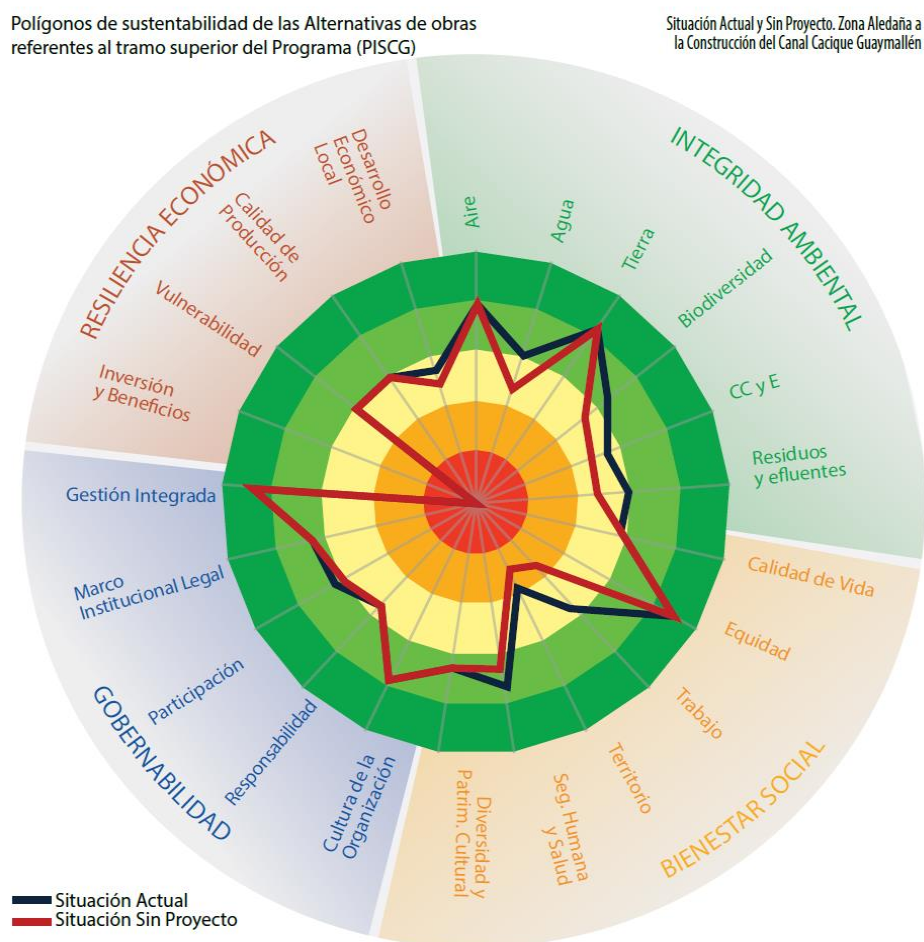 Polígonos de sustentabilidad de las Alternativas de obras
referentes al tramo superior del Programa (PISCG)
Situación Actual y Sin Proyecto. Zona Aledaña a
la Construcción del Canal Cacique Guaymallén
RESILIENCIA ECONÓMICA
Desarrollo
Económico
Local
Calidad de
Producción
Vulnerabilidad
Inversión
y Beneficios
INTEGRIDAD AMBIENTAL
Aire
Agua
Tierra
Biodiversidad
CC y E
Residuos
y efluentes
Calidad de Vida
Equidad
Trabajo
Territorio
Seg. Humana
y Salud
Diversidad y
Patrim. Cultural
BIENESTAR SOCIAL
Gestión Integrada
Marco
Institucional Legal
Participación
Responsabilidad
Cultura de la
Organización
GOBERNABILIDAD
Situación Actual
Situación Sin Proyecto